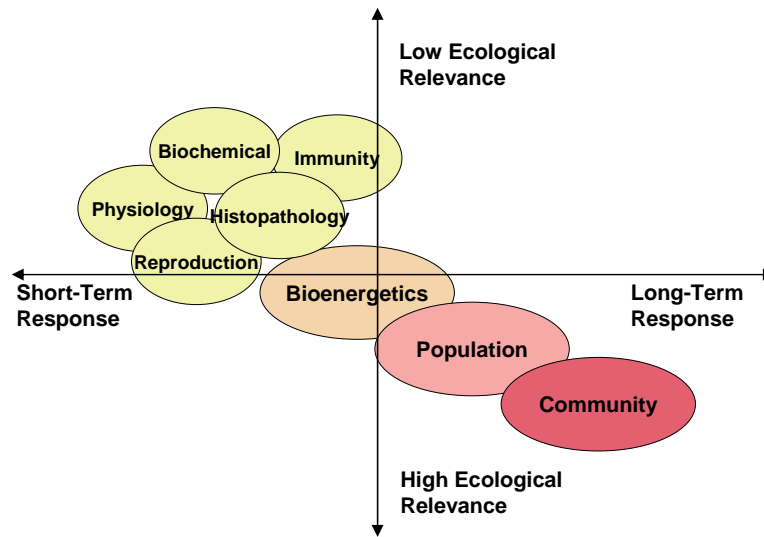 Low Ecological
Relevance
Biochemical
Immunity
Physiology
Histopathology
Reproduction
Short-Term
Response
Bioenergetics
Long-Term
Response
Population
Community
High Ecological
Relevance